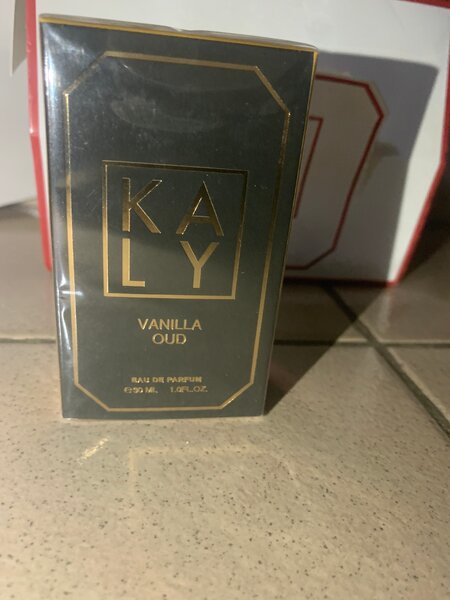 KA
LY
VANILLA
OUD
EAU DE PARFUM
℮30 ML 1.0FL.OZ.